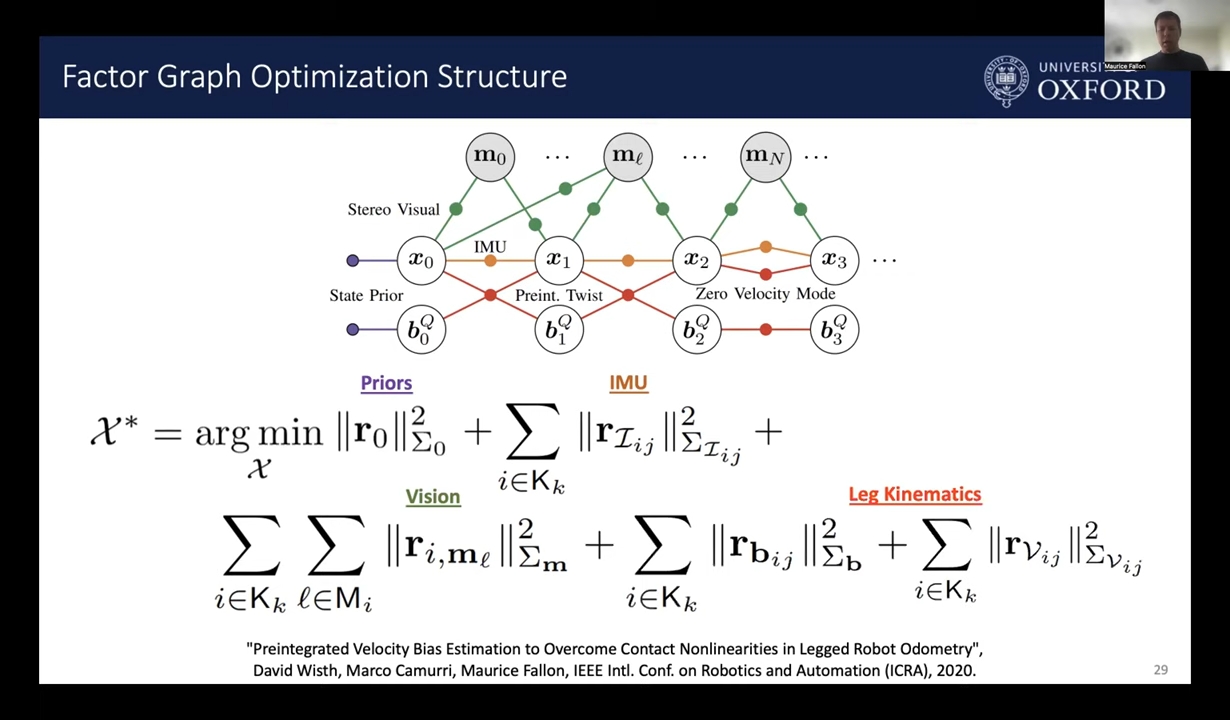 Factor Graph Optimization Structure
UNIVERSITY OF
OXFORD
Maurice Fallon
m₀ ··· m_ℓ ··· m_N ···
Stereo Visual
IMU
x₀ x₁ x₂ x₃ ···
State Prior Preint. Twist Zero Velocity Mode
b₀^Q b₁^Q b₂^Q b₃^Q
Priors IMU
𝒳* = arg min_𝒳 ‖r₀‖²_Σ₀ + ∑_{i∈K_k} ‖r_{ℐ_ij}‖²_{Σ_{ℐ_ij}} +
Vision Leg Kinematics
∑_{i∈K_k} ∑_{ℓ∈M_i} ‖r_{i,m_ℓ}‖²_{Σ_m} + ∑_{i∈K_k} ‖r_{b_ij}‖²_{Σ_b} + ∑_{i∈K_k} ‖r_{𝒱_ij}‖²_{Σ_{𝒱_ij}}
"Preintegrated Velocity Bias Estimation to Overcome Contact Nonlinearities in Legged Robot Odometry",
David Wisth, Marco Camurri, Maurice Fallon, IEEE Intl. Conf. on Robotics and Automation (ICRA), 2020.
29